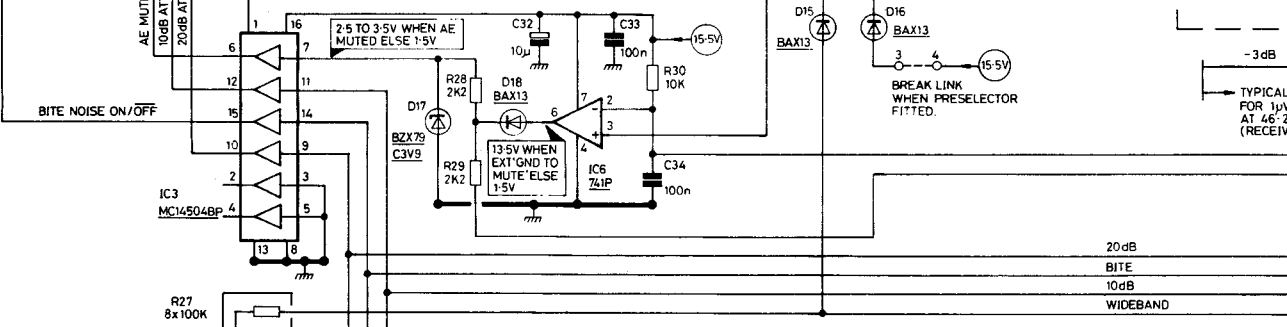 AE MUT
10dB AT
20dB AT
1
16
2·5 TO 3·5V WHEN AE
MUTED ELSE 1·5V
C32
10µ
C33
100n
15·5V
D15
BAX13
D16
BAX13
3
4
15·5V
BREAK LINK
WHEN PRESELECTOR
FITTED.
-3dB
TYPICAL
FOR 1µV
AT 46·2
(RECEIV
6
7
12
11
15
14
10
9
2
3
4
5
13
8
BITE NOISE ON/OFF
IC3
MC14504BP
D17
BZX79
C3V9
R28
2K2
D18
BAX13
R29
2K2
6
7
2
-
3
+
4
R30
10K
13·5V WHEN
EXT'GND TO
MUTE'ELSE
1·5V
IC6
741P
C34
100n
20dB
BITE
10dB
WIDEBAND
R27
8x100K